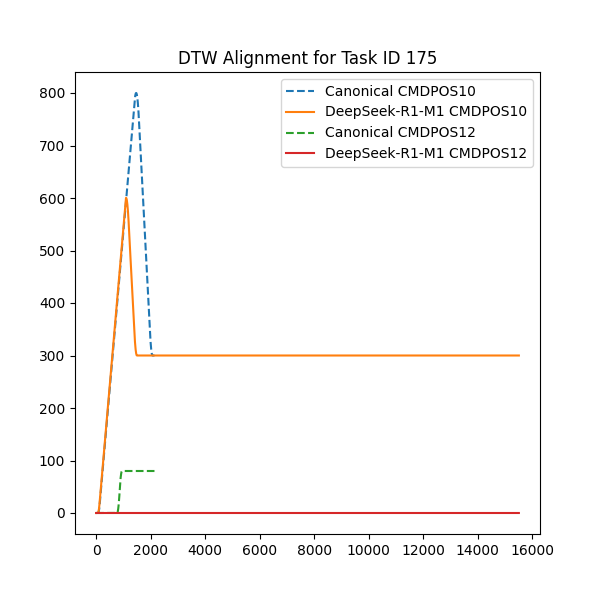 DTW Alignment for Task ID 175
Canonical CMDPOS10
DeepSeek-R1-M1 CMDPOS10
Canonical CMDPOS12
DeepSeek-R1-M1 CMDPOS12
800
700
600
500
400
300
200
100
0
0 2000 4000 6000 8000 10000 12000 14000 16000